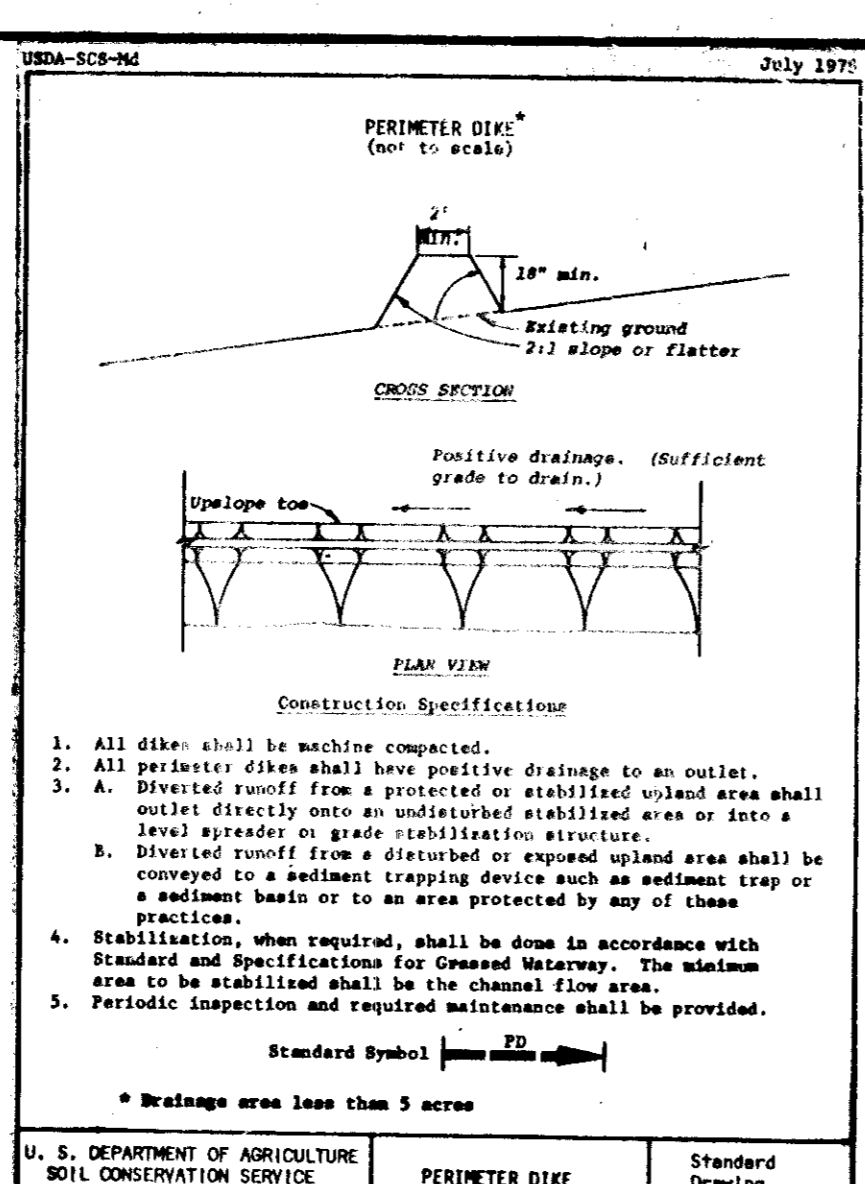 USDA-SCS-Md
July 1975
PERIMETER DIKE*
(not to scale)
2'
min.
18" min.
Existing ground
2:1 slope or flatter
CROSS SECTION
Positive drainage. (Sufficient
grade to drain.)
Upslope toe
PLAN VIEW
Construction Specifications
1. All dikes shall be machine compacted.
2. All perimeter dikes shall have positive drainage to an outlet.
3. A. Diverted runoff from a protected or stabilized upland area shall
outlet directly onto an undisturbed stabilized area or into a
level spreader or grade stabilization structure.
B. Diverted runoff from a disturbed or exposed upland area shall be
conveyed to a sediment trapping device such as sediment trap or
a sediment basin or to an area protected by any of these
practices.
4. Stabilization, when required, shall be done in accordance with
Standard and Specifications for Grassed Waterway. The minimum
area to be stabilized shall be the channel flow area.
5. Periodic inspection and required maintenance shall be provided.
Standard Symbol PD
* Drainage area less than 5 acres
U. S. DEPARTMENT OF AGRICULTURE
SOIL CONSERVATION SERVICE
PERIMETER DIKE
Standard
Drawing